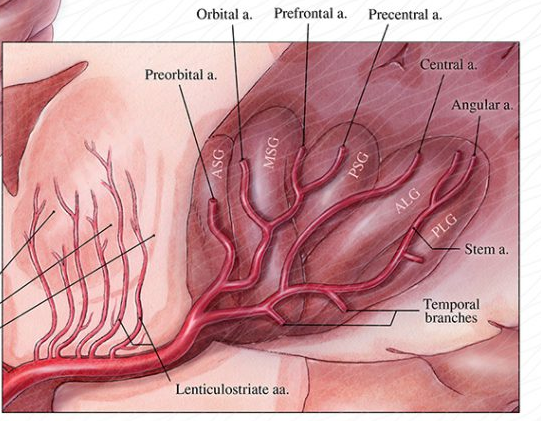 Orbital a. Prefrontal a. Precentral a.
Preorbital a.
Central a.
Angular a.
ASG
MSG
PSG
ALG
PLG
Stem a.
Temporal
branches
Lenticulostriate aa.